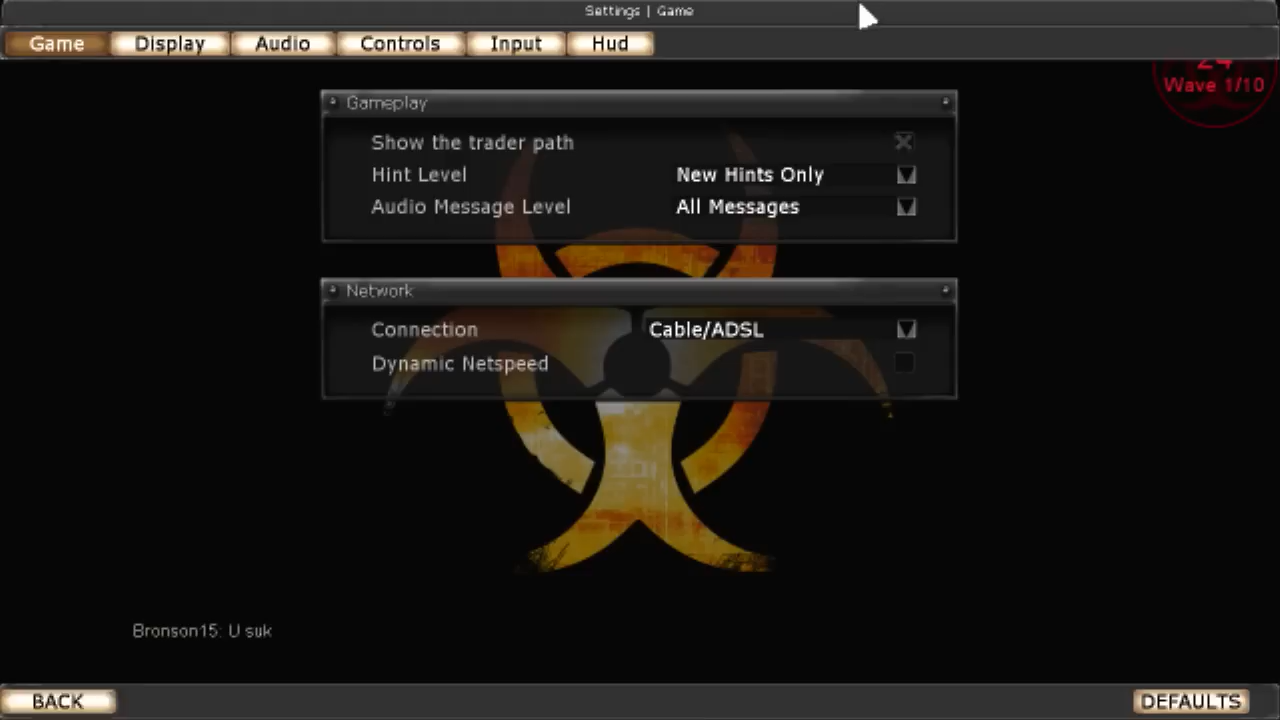 Settings | Game
Game Display Audio Controls Input Hud
24
Wave 1/10
Gameplay
Show the trader path
Hint Level New Hints Only
Audio Message Level All Messages
Network
Connection Cable/ADSL
Dynamic Netspeed
Bronson15: U suk
BACK DEFAULTS